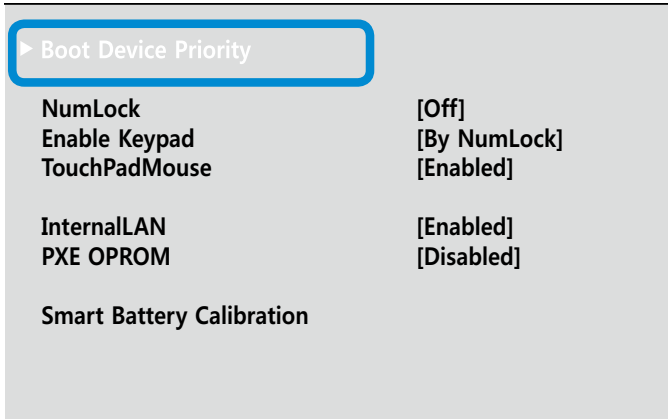 ▶ Boot Device Priority
NumLock [Off]
Enable Keypad [By NumLock]
TouchPadMouse [Enabled]
InternalLAN [Enabled]
PXE OPROM [Disabled]
Smart Battery Calibration